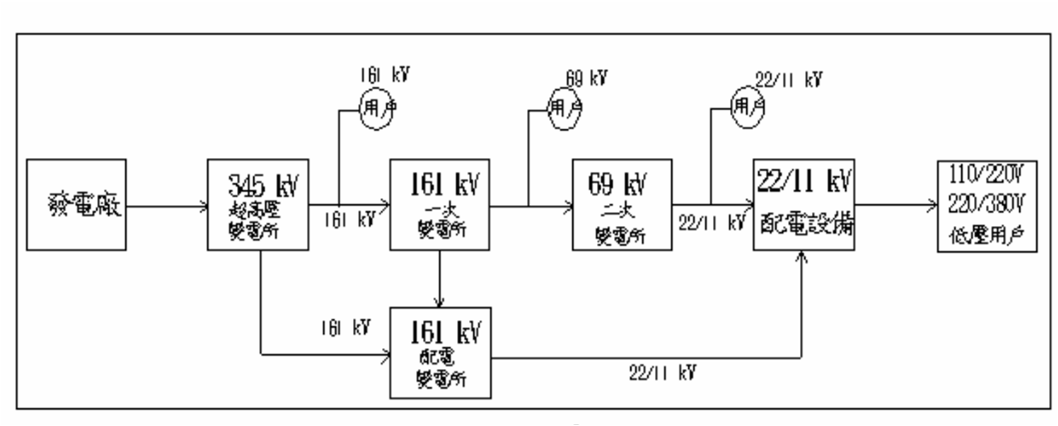 161 kV
用戶
69 kV
用戶
22/11 kV
用戶
發電廠
345 kV
超高壓
變電所
161 kV
161 kV
一次
變電所
69 kV
二次
變電所
22/11 kV
22/11 kV
配電設備
110/220V
220/380V
低壓用戶
161 kV
161 kV
配電
變電所
22/11 kV